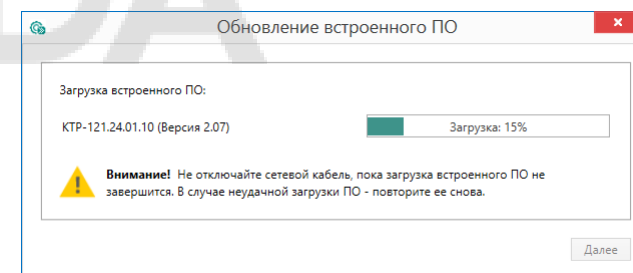 Обновление встроенного ПО
Загрузка встроенного ПО:
КТР-121.24.01.10 (Версия 2.07)
Загрузка: 15%
Внимание! Не отключайте сетевой кабель, пока загрузка встроенного ПО не
завершится. В случае неудачной загрузки ПО - повторите ее снова.
Далее